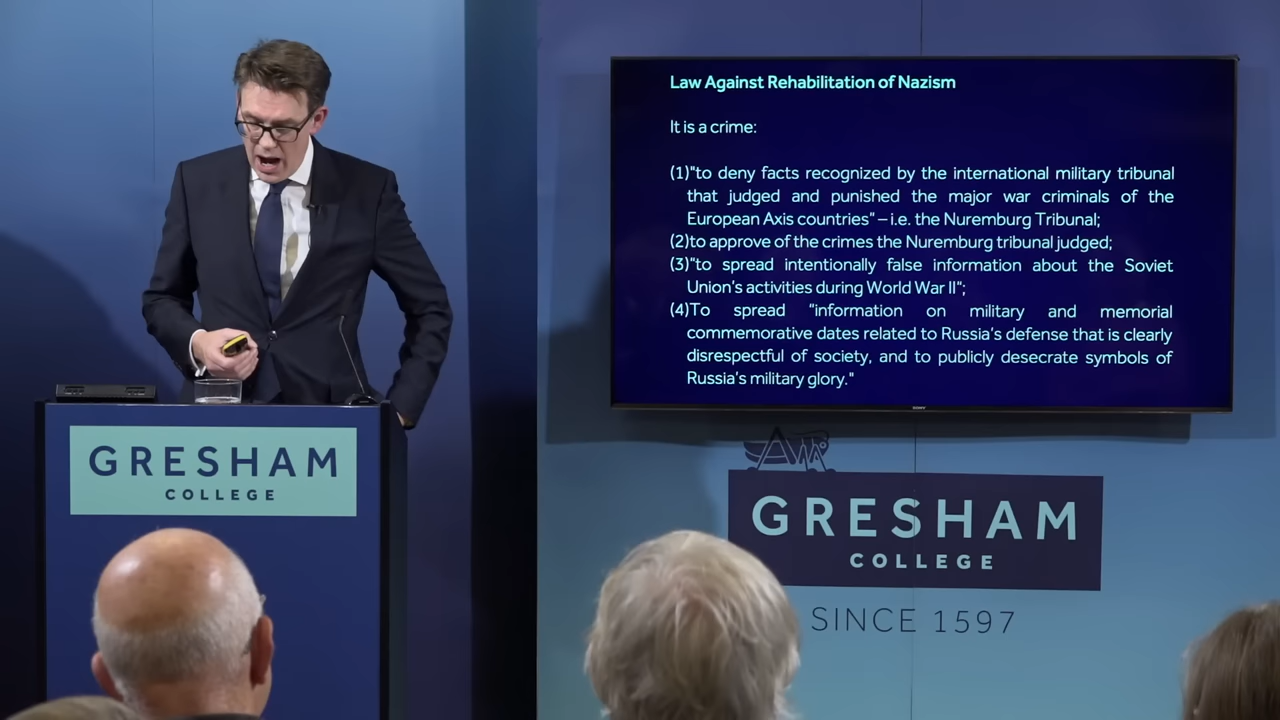 Law Against Rehabilitation of Nazism
It is a crime:
(1)"to deny facts recognized by the international military tribunal
that judged and punished the major war criminals of the
European Axis countries" – i.e. the Nuremburg Tribunal;
(2)to approve of the crimes the Nuremburg tribunal judged;
(3)"to spread intentionally false information about the Soviet
Union's activities during World War II";
(4)To spread "information on military and memorial
commemorative dates related to Russia's defense that is clearly
disrespectful of society, and to publicly desecrate symbols of
Russia's military glory."
SONY
GRESHAM
COLLEGE
GRESHAM
COLLEGE
SINCE 1597